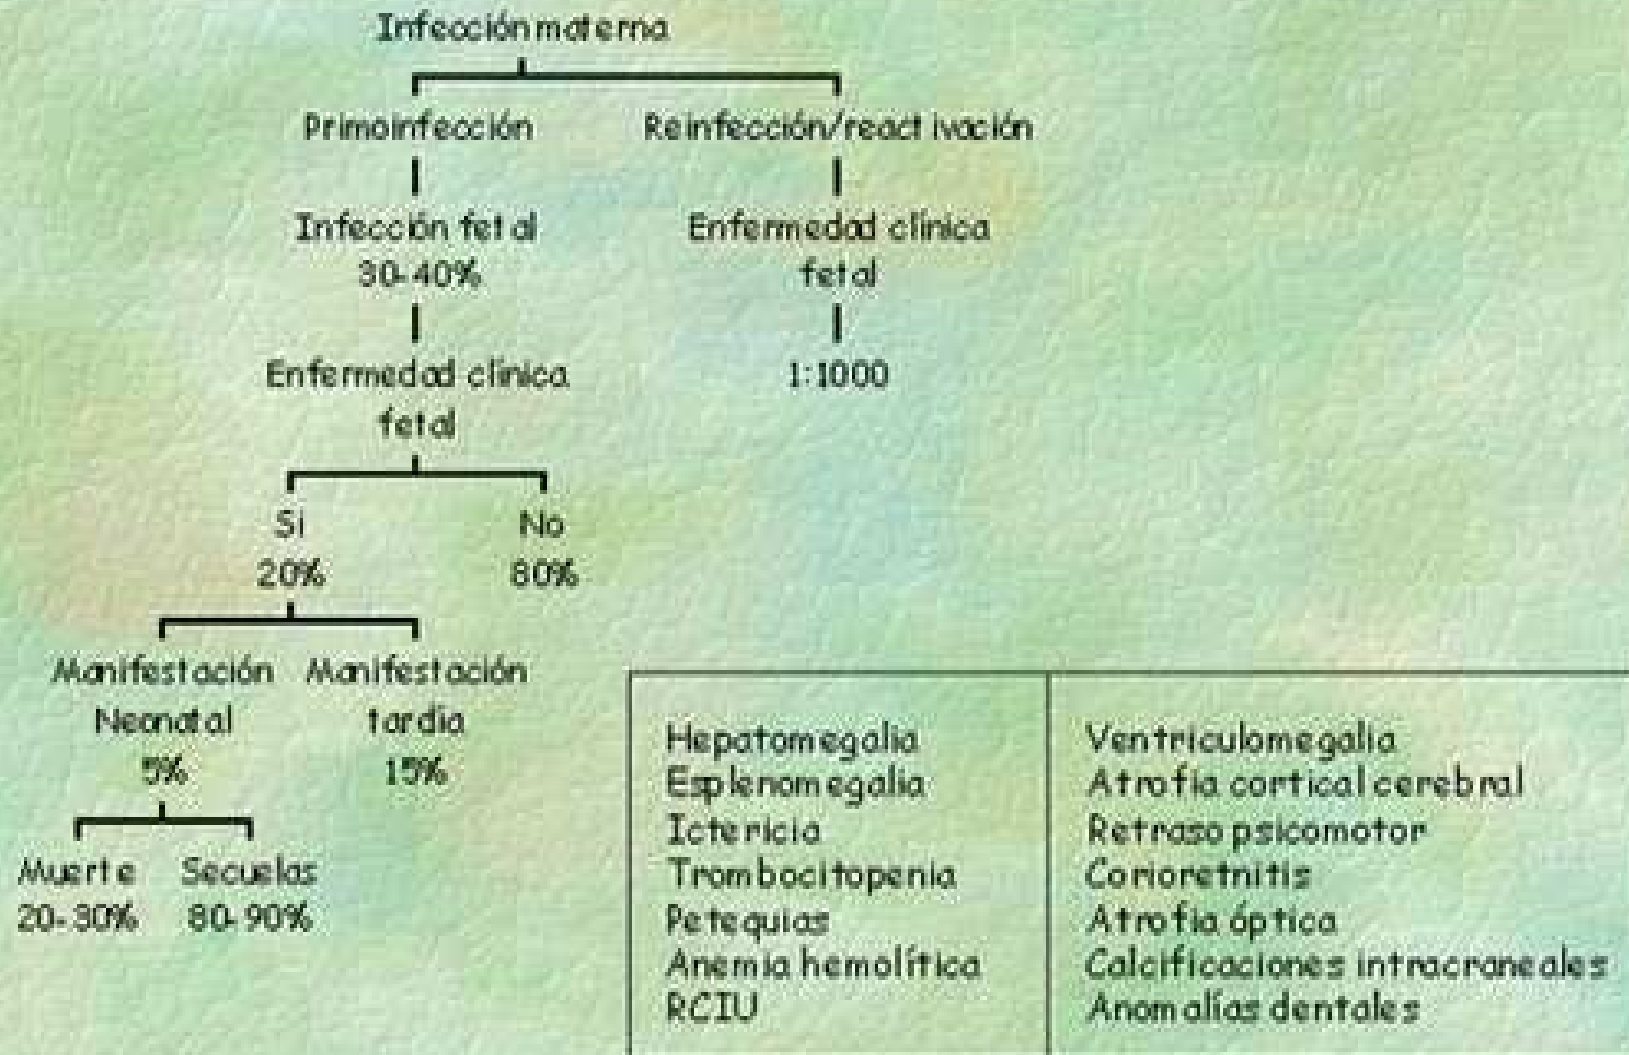 Infección materna
Primoinfección
Reinfección/reactivación
Infección fetal
30-40%
Enfermedad clínica
fetal
Enfermedad clínica
fetal
1:1000
Si
20%
No
80%
Manifestación
Neonatal
5%
Manifestación
tardía
15%
Muerte
20-30%
Secuelas
80-90%
Hepatomegalia
Esplenomegalia
Ictericia
Trombocitopenia
Petequias
Anemia hemolítica
RCIU
Ventriculomegalia
Atrofia cortical cerebral
Retraso psicomotor
Corioretnitis
Atrofia óptica
Calcificaciones intracraneales
Anomalías dentales